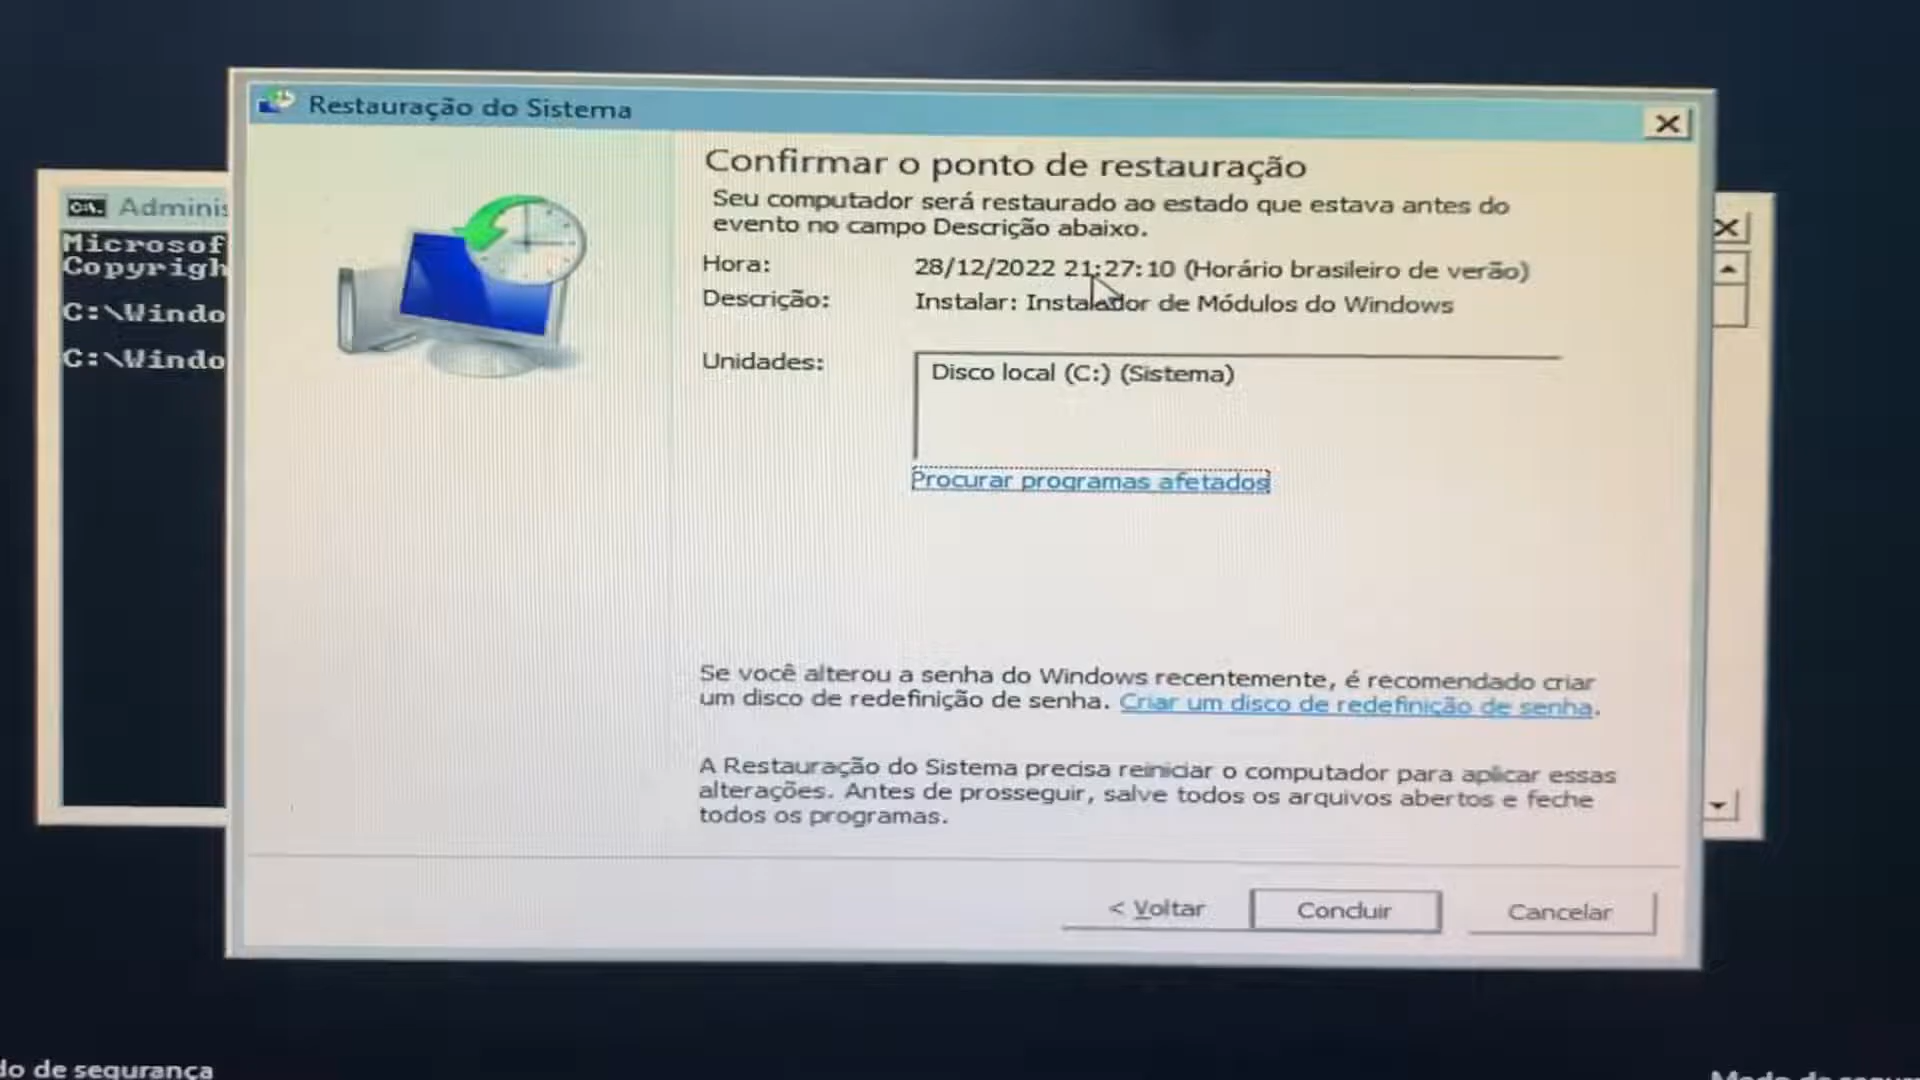 Restauração do Sistema
Confirmar o ponto de restauração
Seu computador será restaurado ao estado que estava antes do
evento no campo Descrição abaixo.
Hora: 28/12/2022 21:27:10 (Horário brasileiro de verão)
Descrição: Instalar: Instalador de Módulos do Windows
Unidades: Disco local (C:) (Sistema)
Procurar programas afetados
Se você alterou a senha do Windows recentemente, é recomendado criar
um disco de redefinição de senha. Criar um disco de redefinição de senha.
A Restauração do Sistema precisa reiniciar o computador para aplicar essas
alterações. Antes de prosseguir, salve todos os arquivos abertos e feche
todos os programas.
< Voltar Concluir Cancelar
C:\. Adminis
Microsof
Copyrigh
C:\Windo
C:\Windo
do de segurança